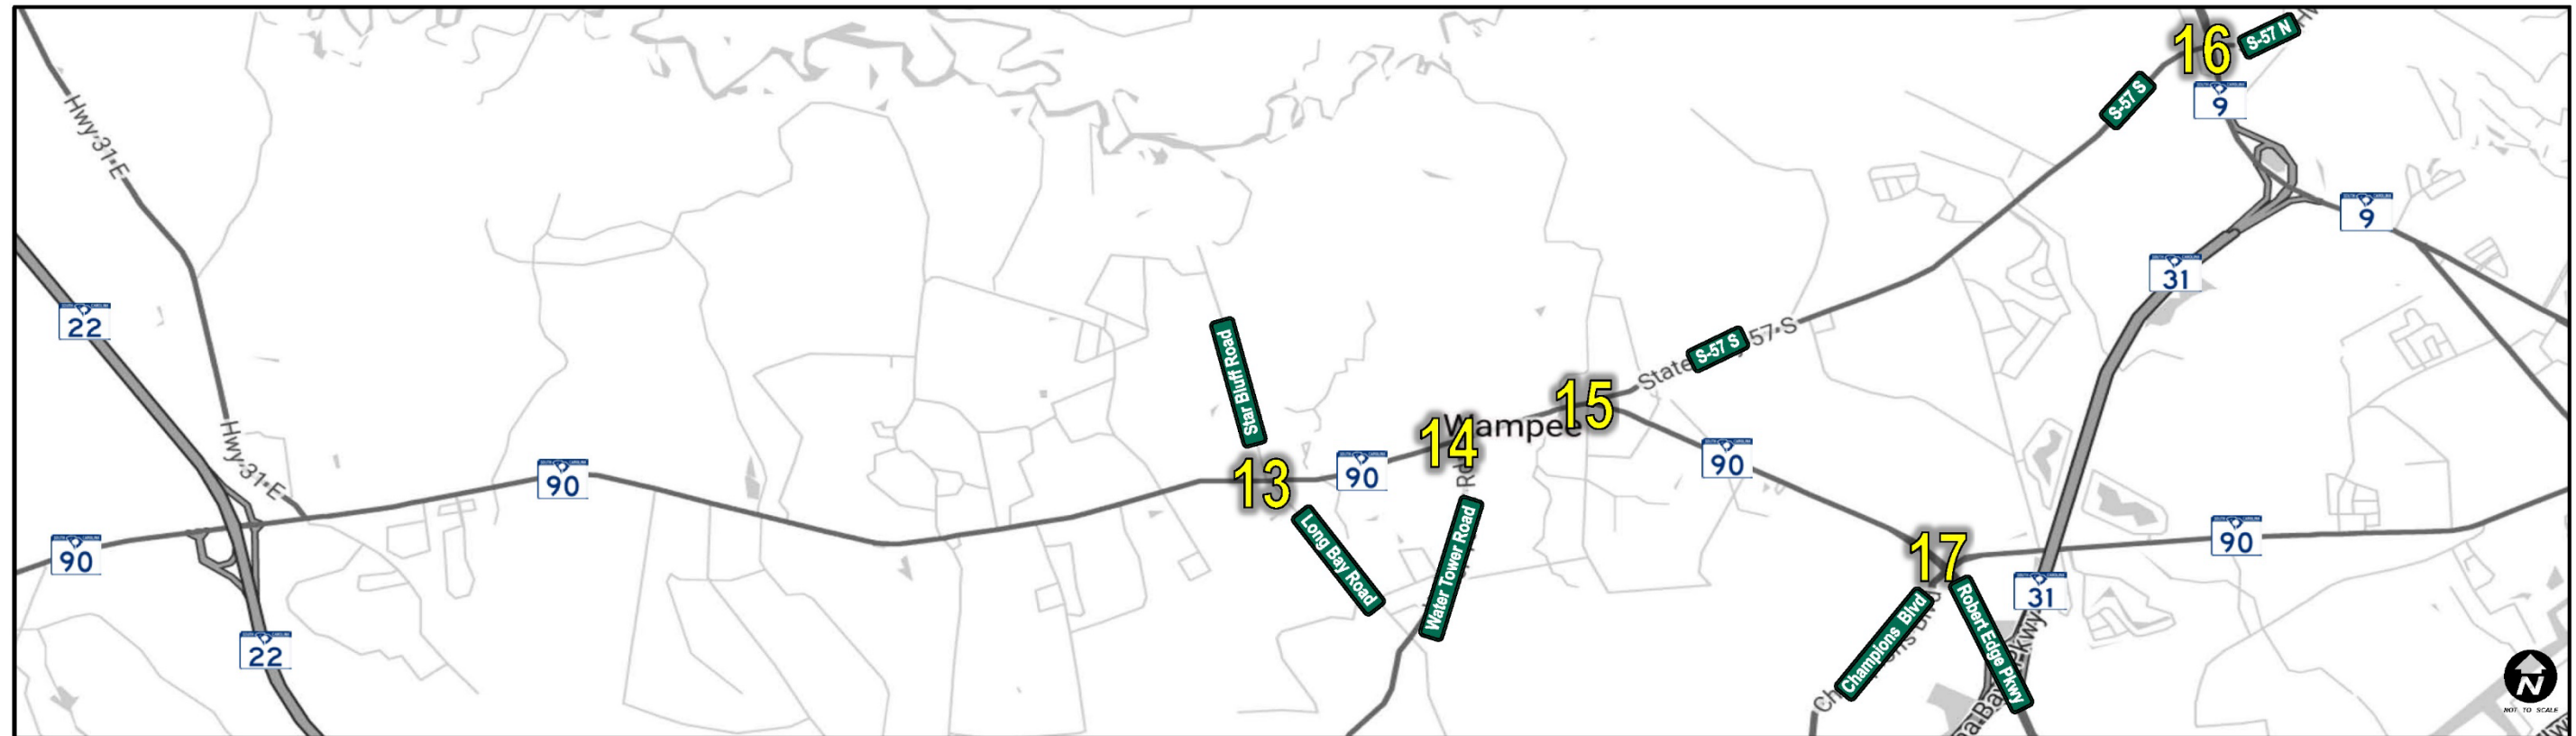 16
S-57 N
S-57 S
9
Hwy 31 E
9
31
22
Star Bluff Road
S-57 S
State
57-S
15
Wampee
14
Hwy 31 E
90
13
90
90
Rd
Long Bay Road
Water Tower Road
90
17
90
31
Champions Blvd
Robert Edge Pkwy
22
Pkwy
N
NOT TO SCALE